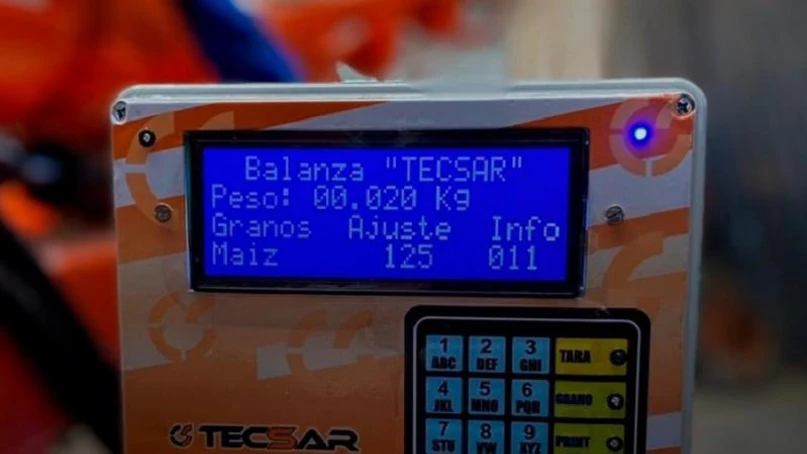 Balanza "TECSAR"
Peso: 00.020 Kg
Granos Ajuste Info
Maiz 125 011
1 2 3 TARA
ABC DEF GHI
4 5 6 GRANO
JKL MNO PQR
7 8 9 PRINT
STU VW XYZ
TECSAR